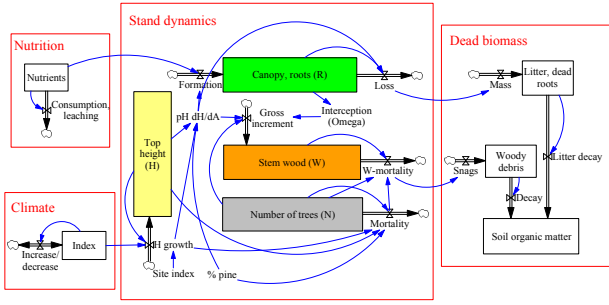 Stand dynamics
Nutrition
Nutrients
Consumption,
leaching
Climate
Index
Increase/
decrease
Formation
Canopy, roots (R)
Loss
pH dH/dA
Gross
increment
Interception
(Omega)
Top
height
(H)
Stem wood (W)
W-mortality
Number of trees (N)
Mortality
H growth
Site index
% pine
Dead biomass
Mass
Litter, dead
roots
Snags
Woody
debris
Litter decay
Decay
Soil organic matter